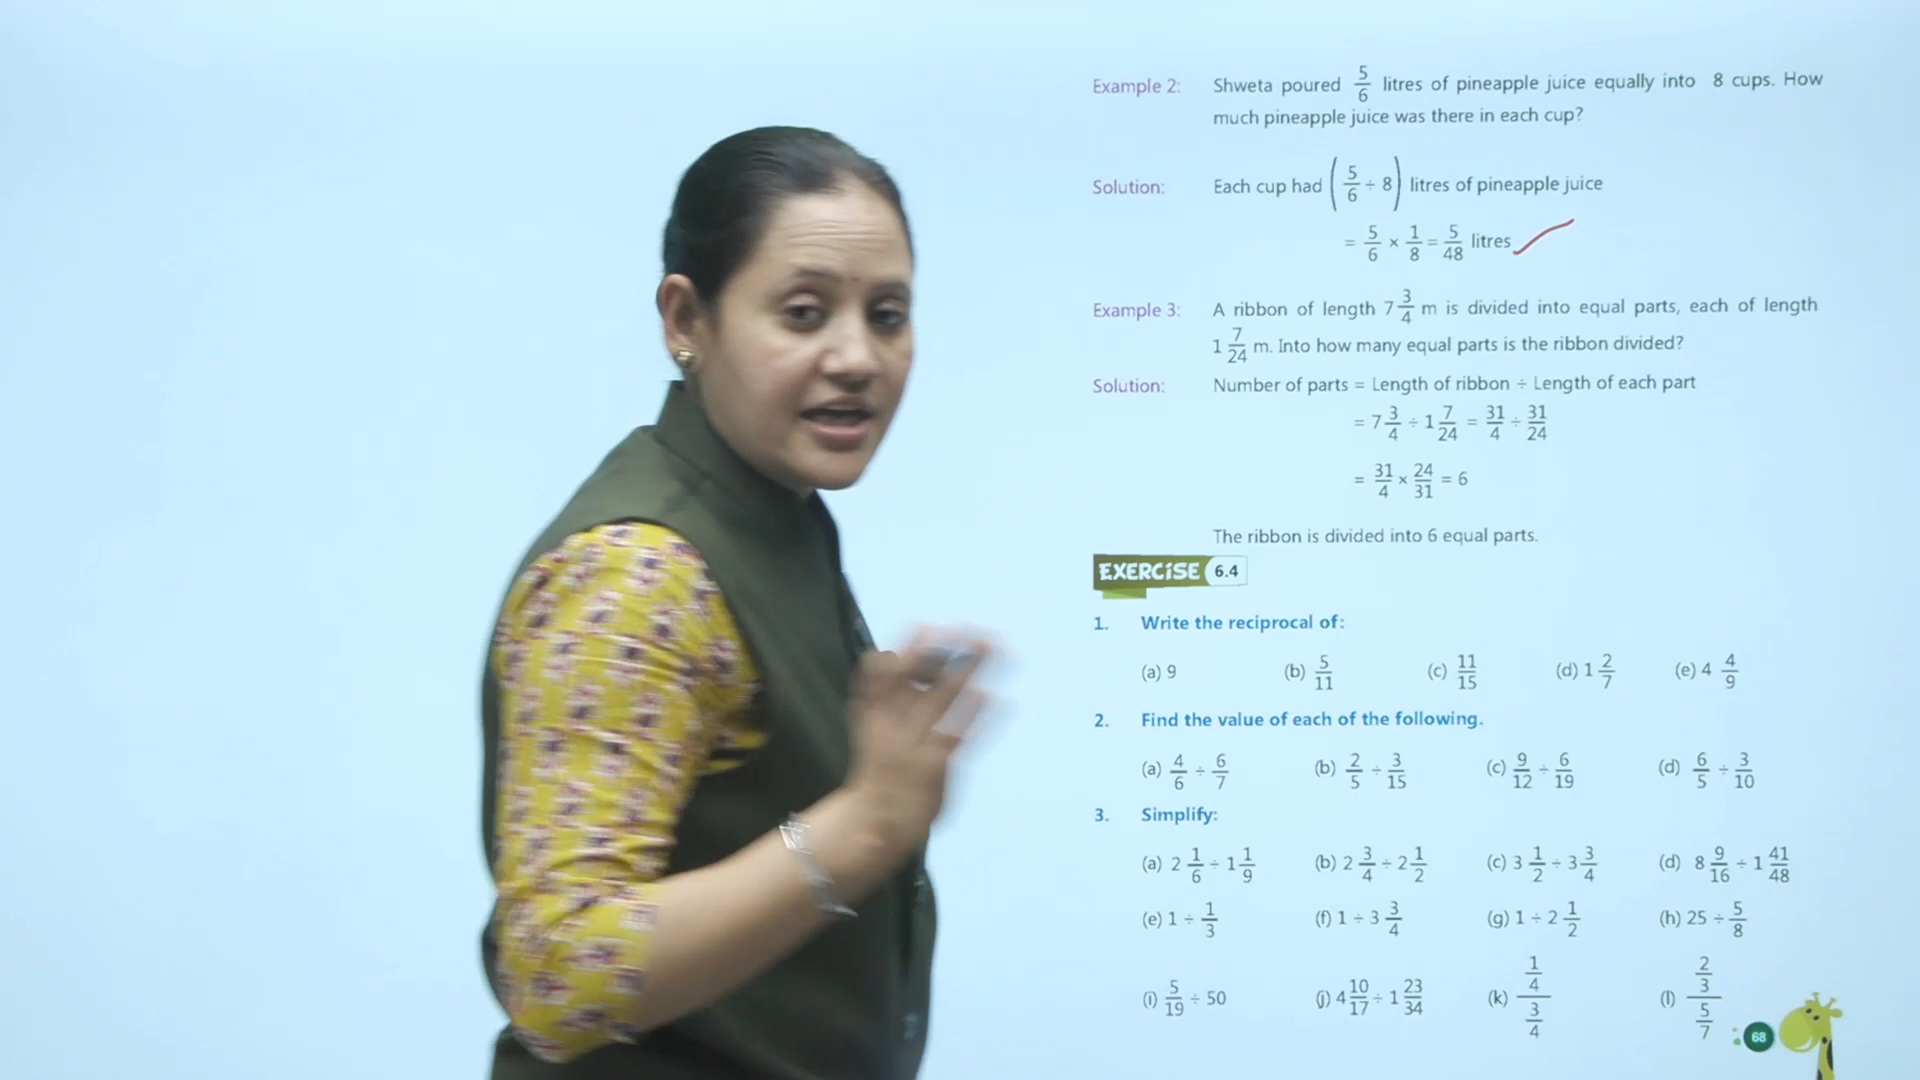 Example 2: Shweta poured 5/6 litres of pineapple juice equally into 8 cups. How
much pineapple juice was there in each cup?
Solution: Each cup had (5/6 ÷ 8) litres of pineapple juice
= 5/6 × 1/8 = 5/48 litres
Example 3: A ribbon of length 7 3/4 m is divided into equal parts, each of length
1 7/24 m. Into how many equal parts is the ribbon divided?
Solution: Number of parts = Length of ribbon ÷ Length of each part
= 7 3/4 ÷ 1 7/24 = 31/4 ÷ 31/24
= 31/4 × 24/31 = 6
The ribbon is divided into 6 equal parts.
EXERCISE 6.4
1. Write the reciprocal of:
(a) 9 (b) 5/11 (c) 11/15 (d) 1 2/7 (e) 4 4/9
2. Find the value of each of the following.
(a) 4/6 ÷ 6/7 (b) 2/5 ÷ 3/15 (c) 9/12 ÷ 6/19 (d) 6/5 ÷ 3/10
3. Simplify:
(a) 2 1/6 ÷ 1 1/9 (b) 2 3/4 ÷ 2 1/2 (c) 3 1/2 ÷ 3 3/4 (d) 8 9/16 ÷ 1 41/48
(e) 1 ÷ 1/3 (f) 1 ÷ 3 3/4 (g) 1 ÷ 2 1/2 (h) 25 ÷ 5/8
(i) 5/19 ÷ 50 (j) 4 10/17 ÷ 1 23/34 (k) 1/4 / 3/4 (l) 2/3 / 5/7
68